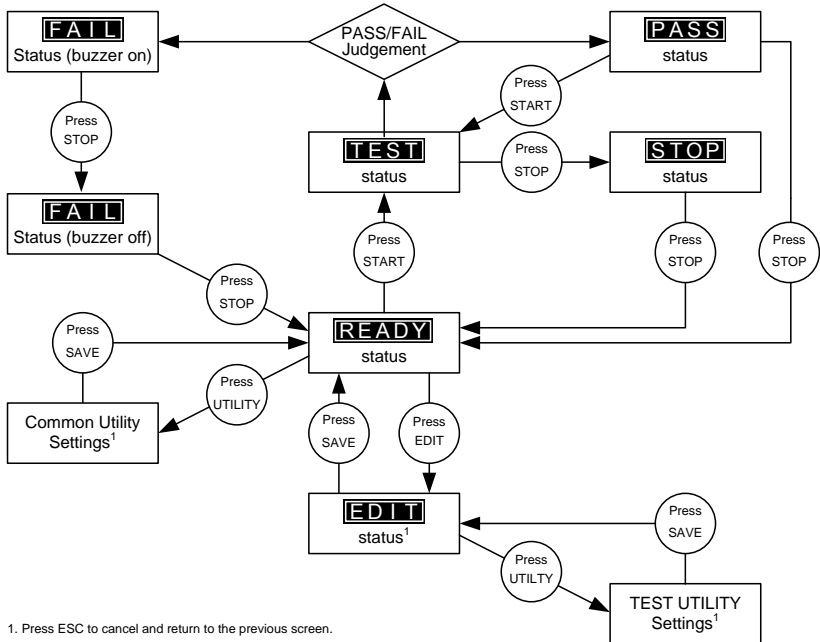 FAIL
Status (buzzer on)
PASS/FAIL
Judgement
PASS
status
Press
START
Press
STOP
TEST
status
Press
STOP
STOP
status
FAIL
Status (buzzer off)
Press
START
Press
STOP
Press
STOP
Press
STOP
READY
status
Press
SAVE
Press
UTILITY
Common Utility
Settings¹
Press
SAVE
Press
EDIT
EDIT
status¹
Press
SAVE
Press
UTILTY
TEST UTILITY
Settings¹
1. Press ESC to cancel and return to the previous screen.